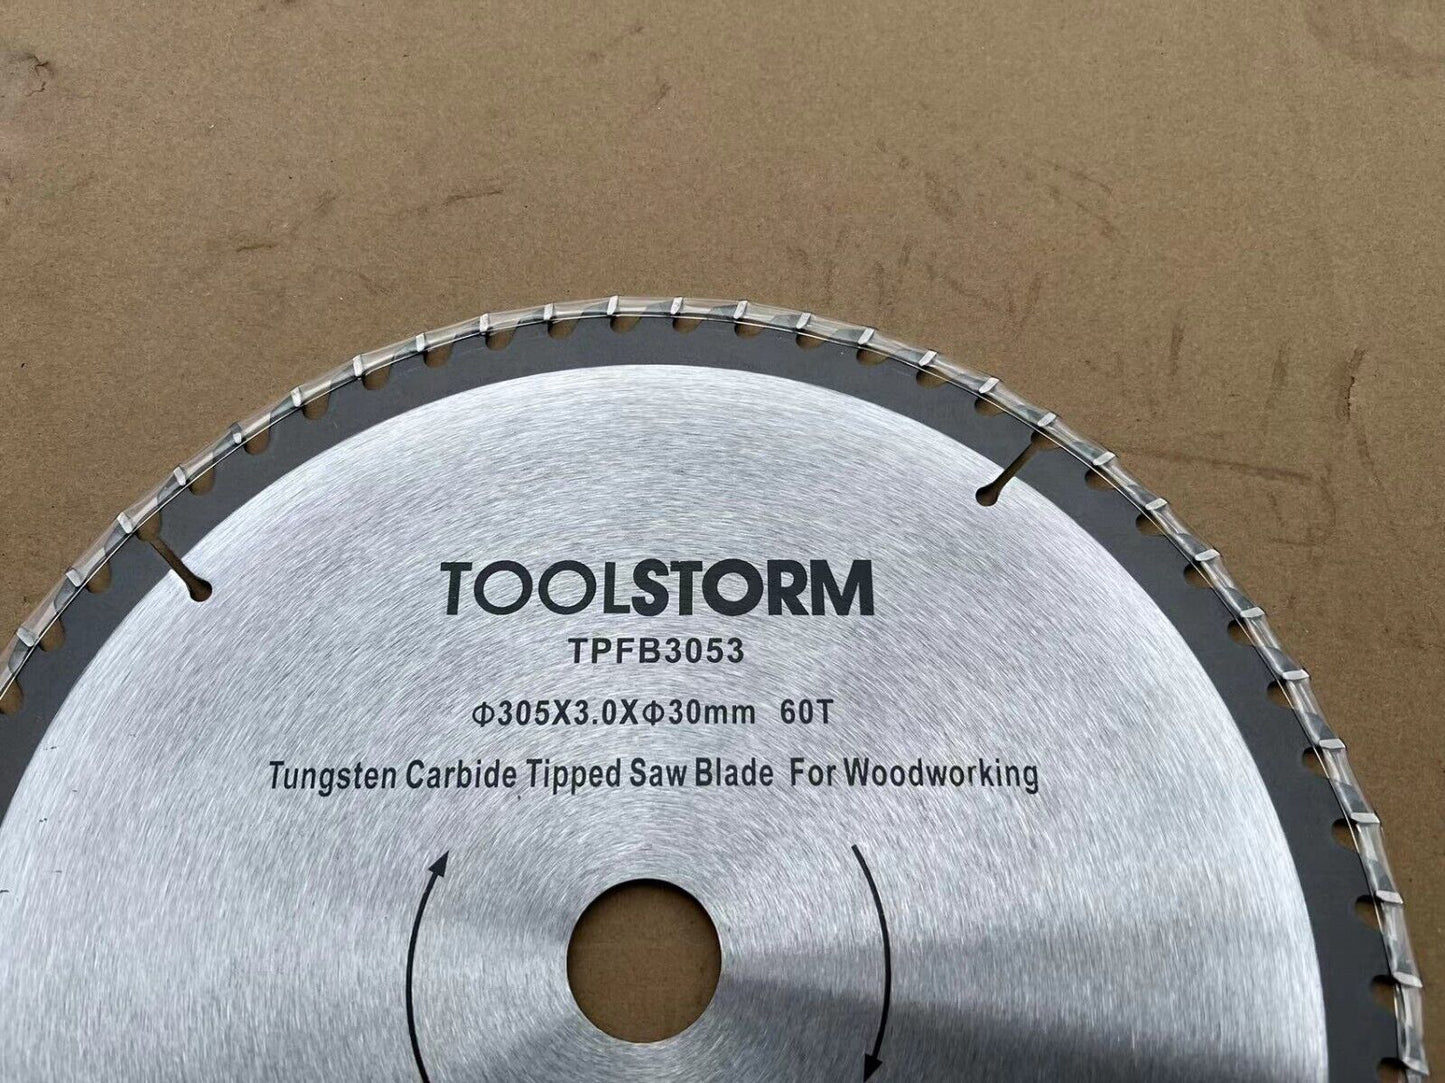 TOOLSTORM
TPFB3053
Φ305X3.0XΦ30mm 60T
Tungsten Carbide Tipped Saw Blade For Woodworking